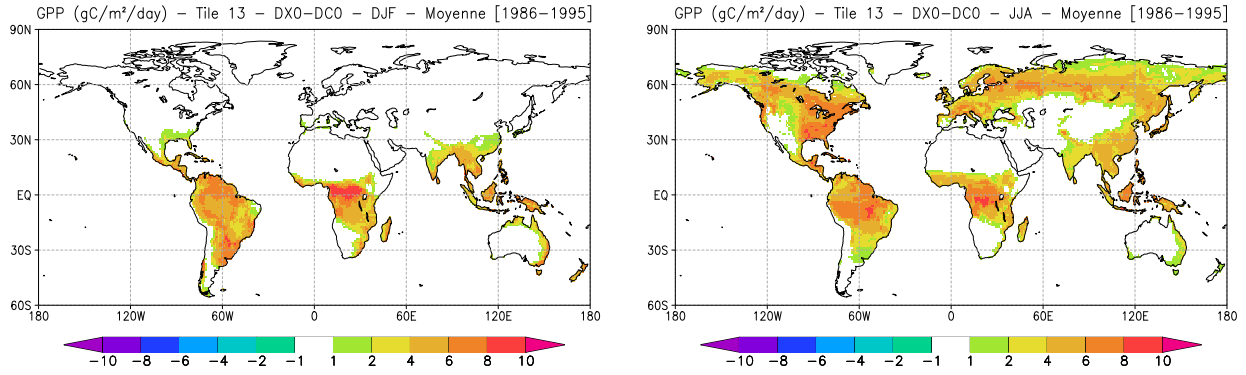 GPP (gC/m²/day) – Tile 13 – DX0–DC0 – DJF – Moyenne [1986–1995]
90N
60N
30N
EQ
30S
60S
180 120W 60W 0 60E 120E 180
−10 −8 −6 −4 −2 −1 1 2 4 6 8 10
GPP (gC/m²/day) – Tile 13 – DX0–DC0 – JJA – Moyenne [1986–1995]
90N
60N
30N
EQ
30S
60S
180 120W 60W 0 60E 120E 180
−10 −8 −6 −4 −2 −1 1 2 4 6 8 10